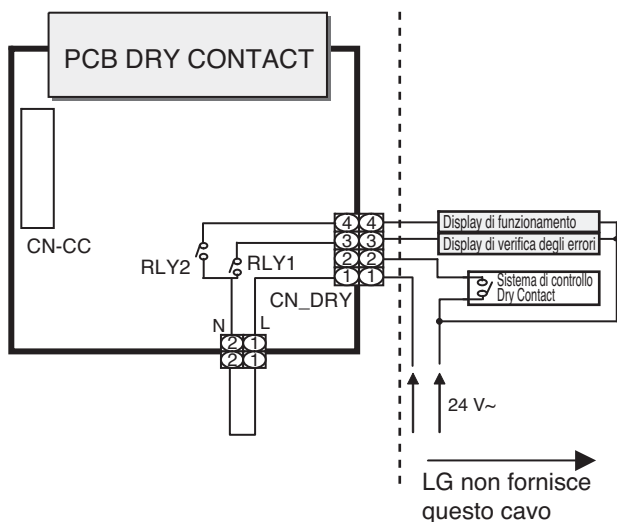 PCB DRY CONTACT
CN-CC
RLY2
RLY1
CN_DRY
4 4
3 3
2 2
1 1
N L
2 1
2 1
Display di funzionamento
Display di verifica degli errori
Sistema di controllo
Dry Contact
24 V~
LG non fornisce
questo cavo